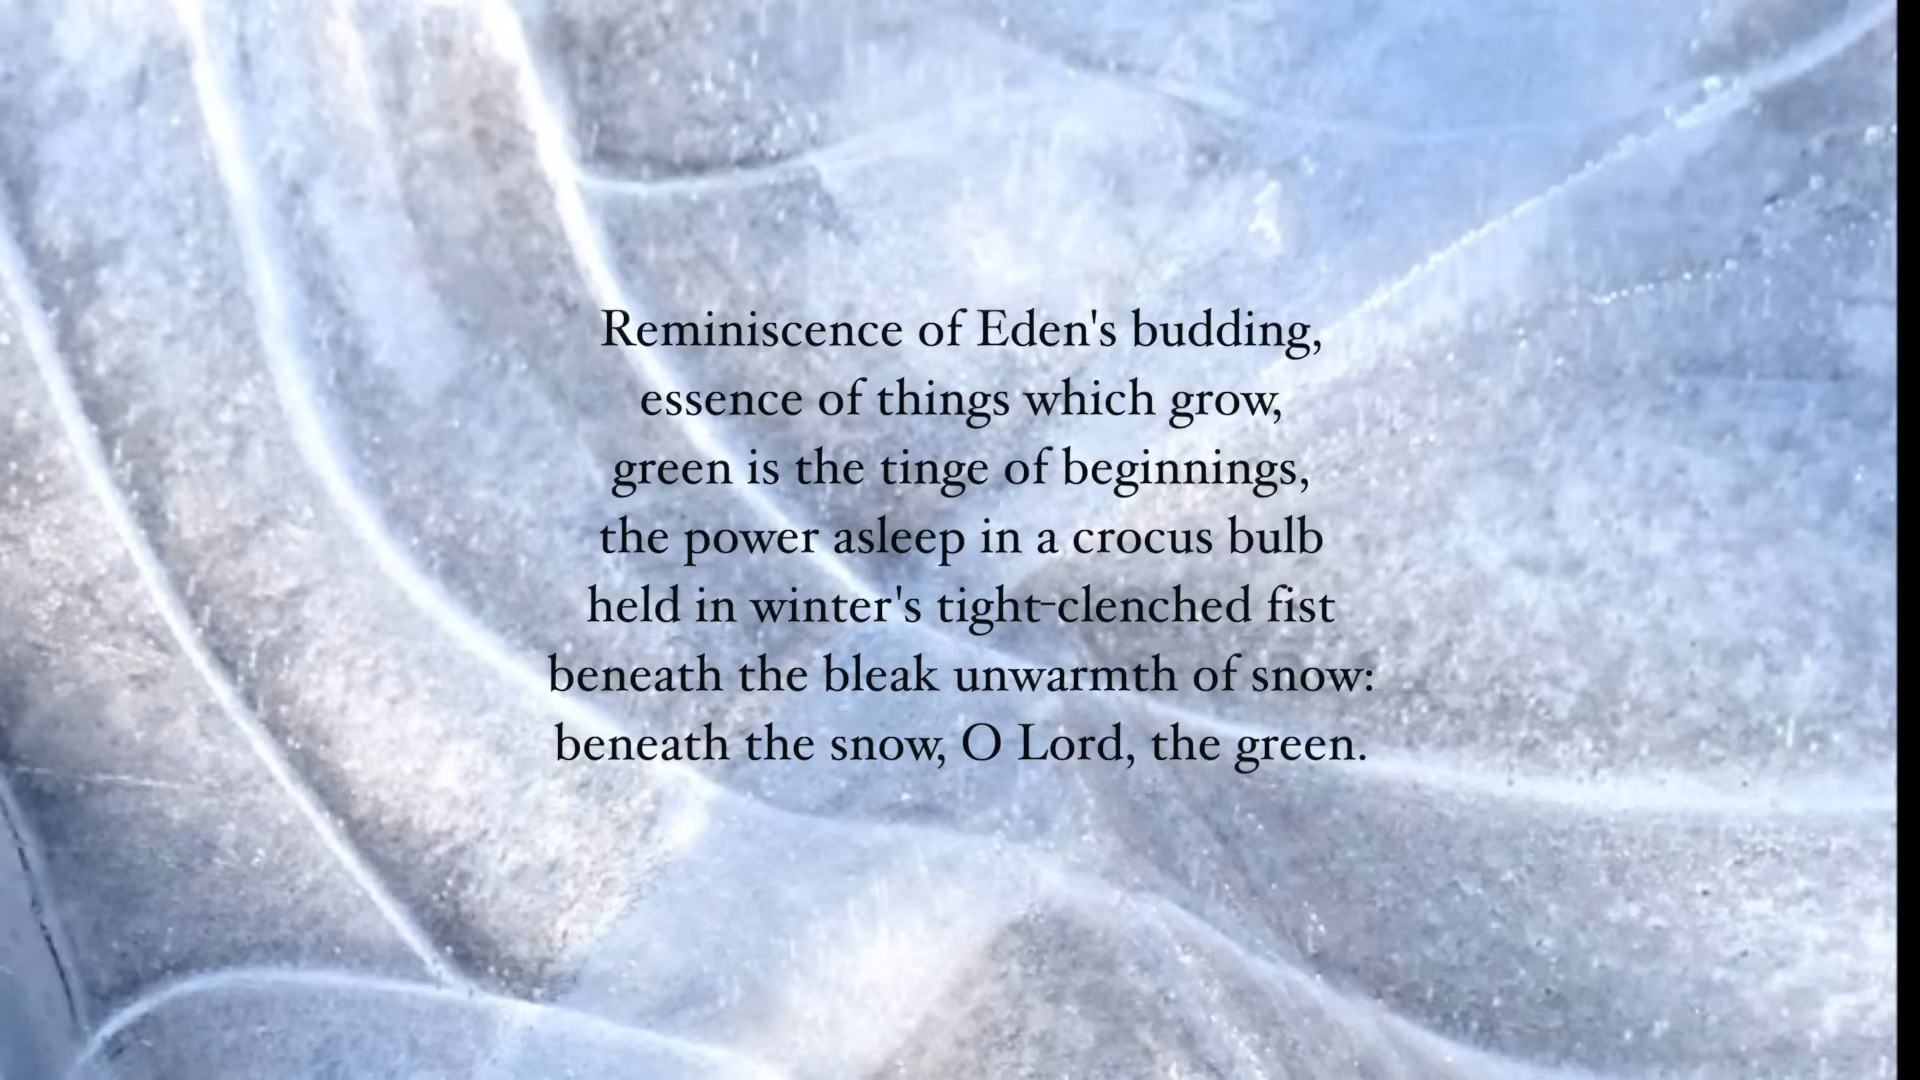 Reminiscence of Eden's budding,
essence of things which grow,
green is the tinge of beginnings,
the power asleep in a crocus bulb
held in winter's tight-clenched fist
beneath the bleak unwarmth of snow:
beneath the snow, O Lord, the green.